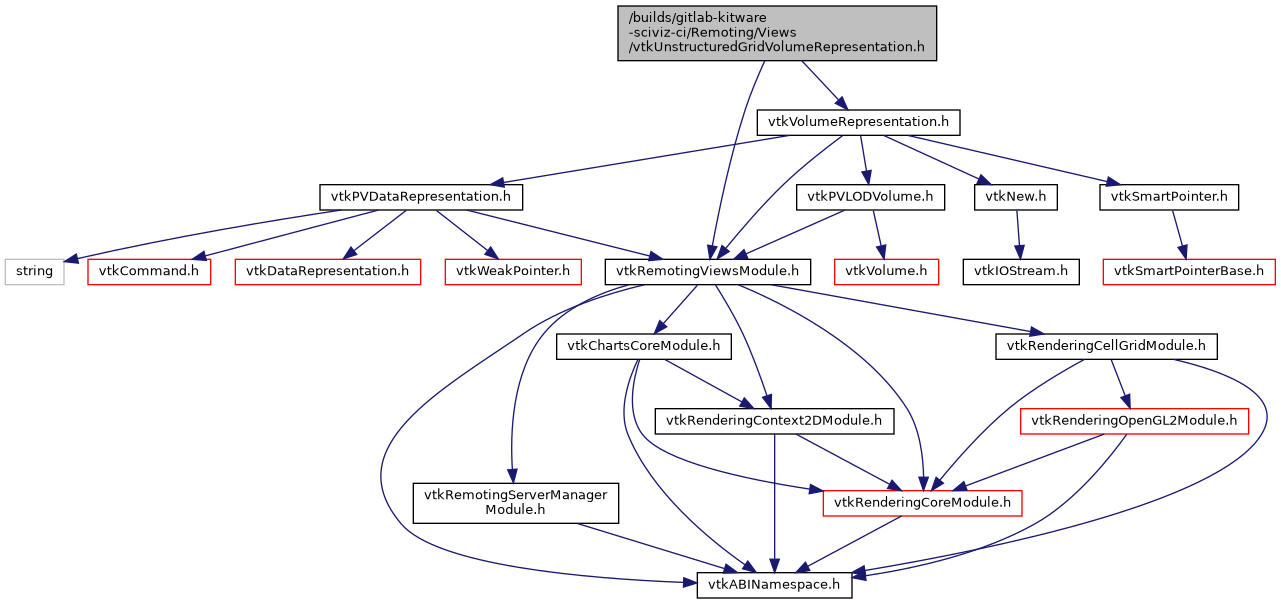 /builds/gitlab-kitware
-sciviz-ci/Remoting/Views
/vtkUnstructuredGridVolumeRepresentation.h
vtkVolumeRepresentation.h
vtkPVDataRepresentation.h
vtkPVLODVolume.h
vtkNew.h
vtkSmartPointer.h
string
vtkCommand.h
vtkDataRepresentation.h
vtkWeakPointer.h
vtkRemotingViewsModule.h
vtkVolume.h
vtkIOStream.h
vtkSmartPointerBase.h
vtkChartsCoreModule.h
vtkRenderingCellGridModule.h
vtkRenderingContext2DModule.h
vtkRenderingOpenGL2Module.h
vtkRemotingServerManager
Module.h
vtkRenderingCoreModule.h
vtkABINamespace.h